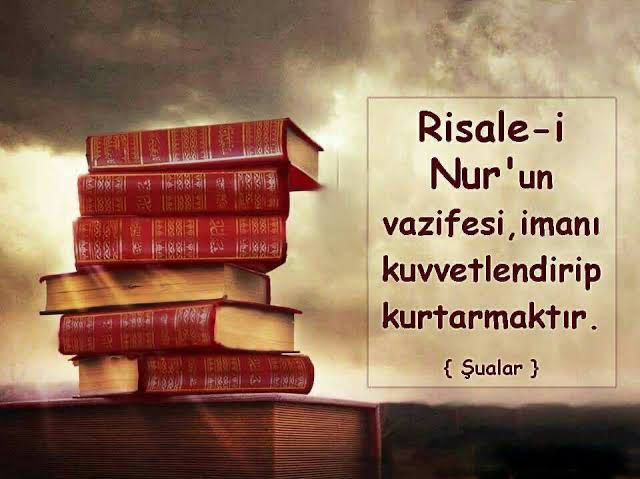 Risale-i
Nur'un
vazifesi,imanı
kuvvetlendirip
kurtarmaktır.
{ Şualar }